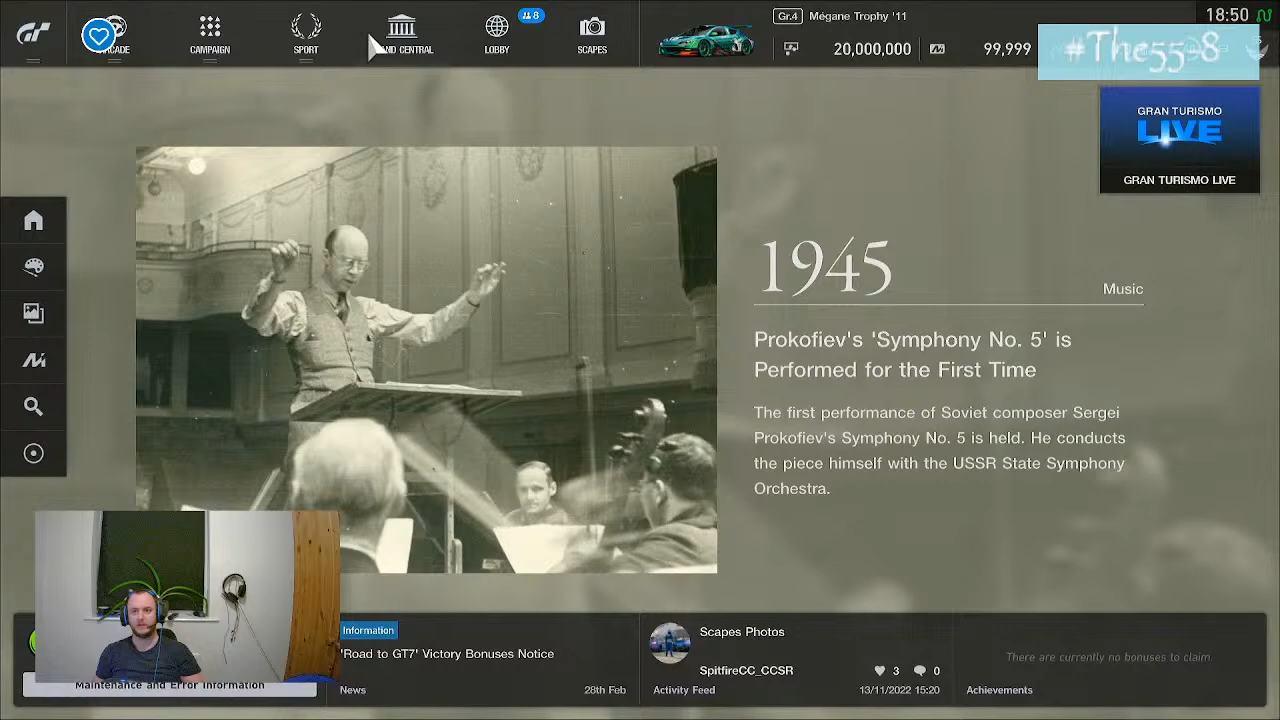 CAMPAIGN
SPORT
LOBBY
8
SCAPES
Gr.4 Mégane Trophy '11
20,000,000
99,999
18:50
#The55-8
GRAN TURISMO
LIVE
GRAN TURISMO LIVE
1945
Music
Prokofiev's 'Symphony No. 5' is
Performed for the First Time
The first performance of Soviet composer Sergei
Prokofiev's Symphony No. 5 is held. He conducts
the piece himself with the USSR State Symphony
Orchestra.
Maintenance and Error Information
Information
'Road to GT7' Victory Bonuses Notice
News 28th Feb
Scapes Photos
SpitfireCC_CCSR
3 0
Activity Feed 13/11/2022 15:20
There are currently no bonuses to claim.
Achievements